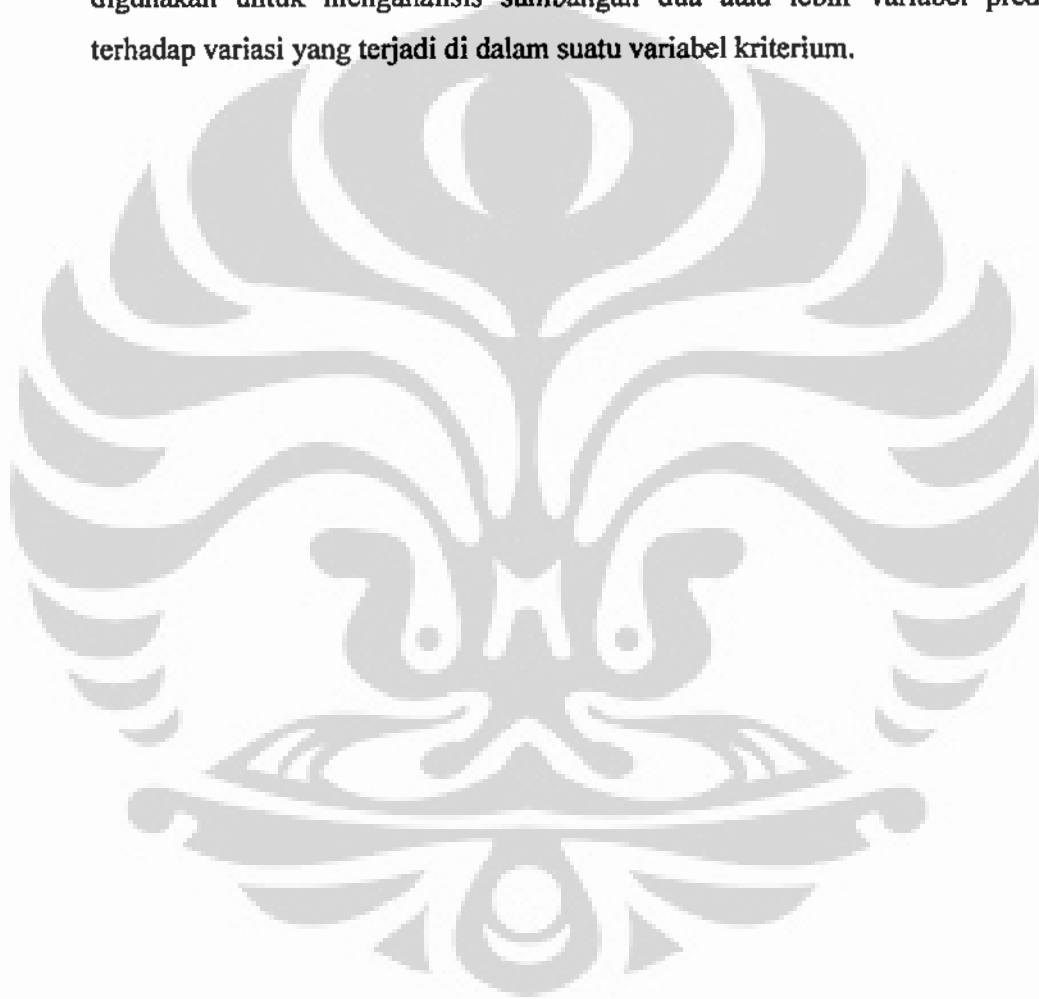 digunakan untuk menganalisis sumbangan dua atau lebih variabel
terhadap variasi yang terjadi di dalam suatu variabel kriterium.